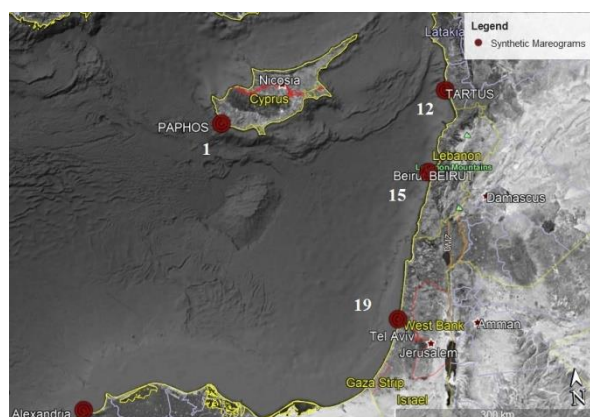 Legend
Synthetic Mareograms
Latakia
Nicosia
Cyprus
12
TARTUS
PAPHOS
1
Lebanon
Mountains
Beirut BEIRUT
15
Damascus
19
West Bank
Amman
Tel Aviv
Jerusalem
Gaza Strip
Israel
Alexandria
300 km
N